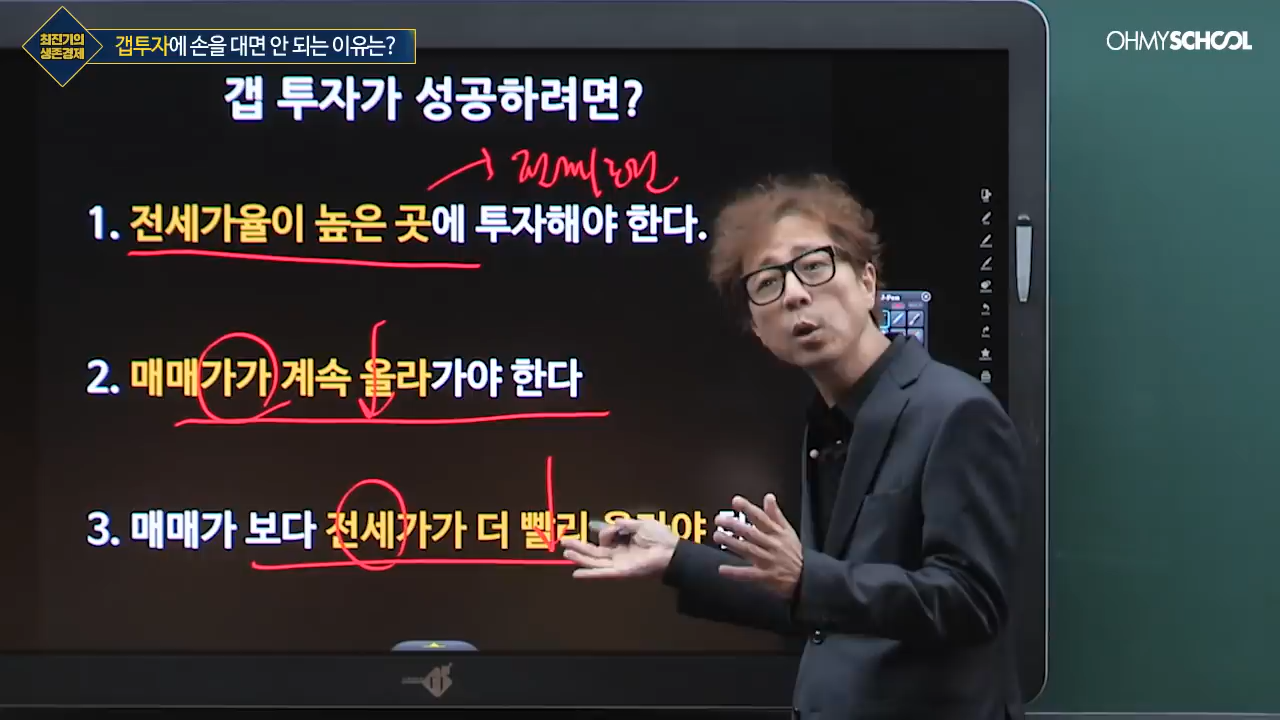 최진기의
생존경제
갭투자에 손을 대면 안 되는 이유는?
OHMYSCHOOL
갭 투자가 성공하려면?
1. 전세가율이 높은 곳에 투자해야 한다.
2. 매매가가 계속 올라가야 한다
3. 매매가 보다 전세가가 더 빨리
J-Pen